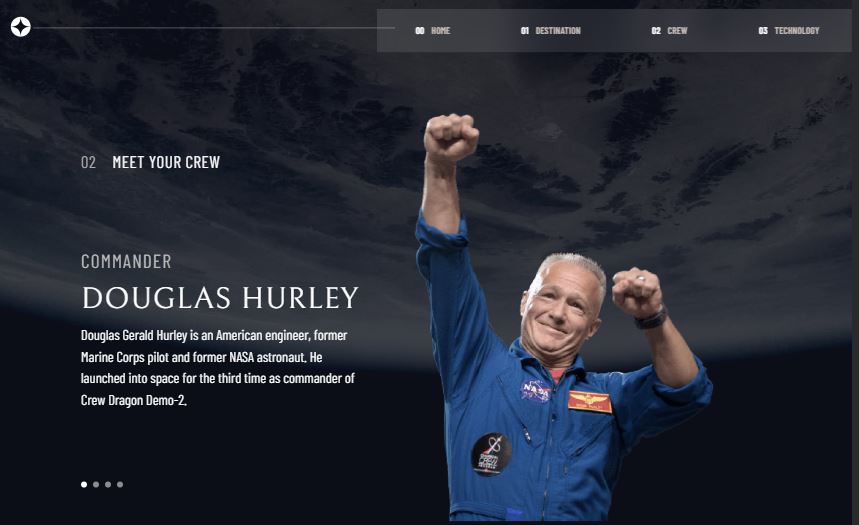 00 HOME 01 DESTINATION 02 CREW 03 TECHNOLOGY
02 MEET YOUR CREW
COMMANDER
DOUGLAS HURLEY
Douglas Gerald Hurley is an American engineer, former
Marine Corps pilot and former NASA astronaut. He
launched into space for the third time as commander of
Crew Dragon Demo-2.
NASA